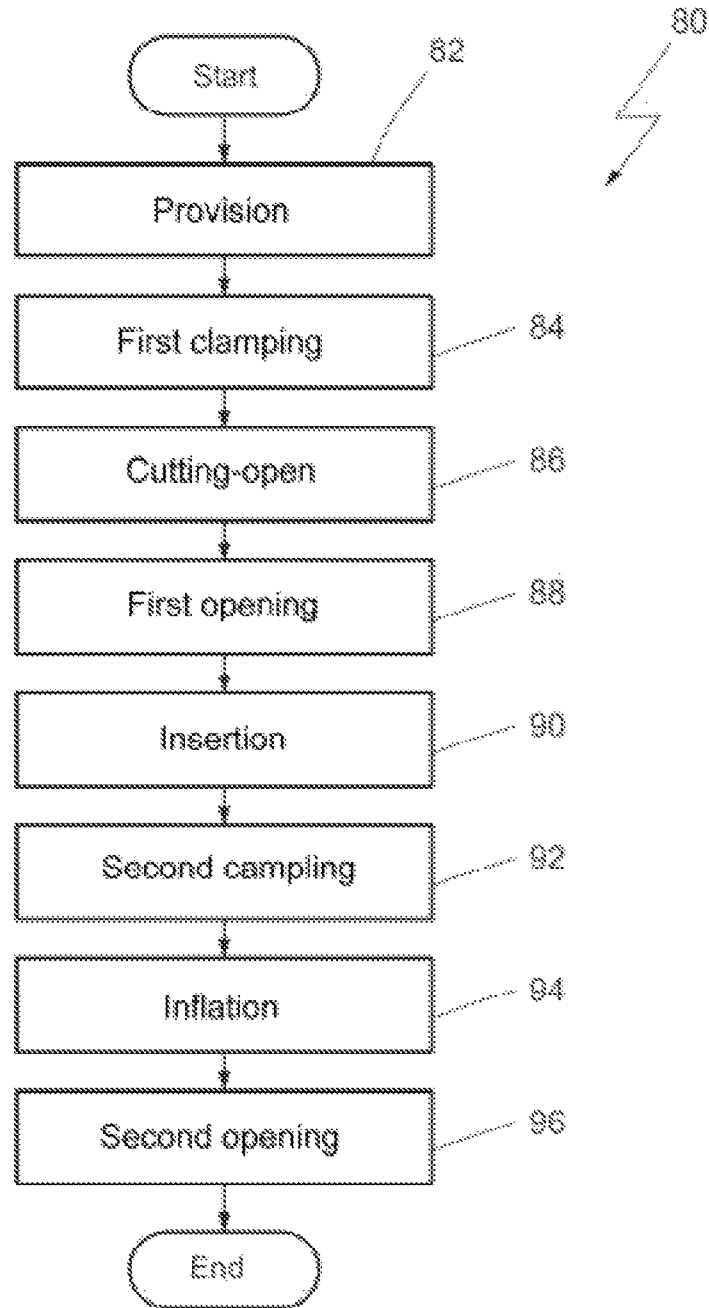 80
82
Start
Provision
First clamping
84
Cutting-open
86
First opening
88
Insertion
90
Second campling
92
Inflation
94
Second opening
96
End